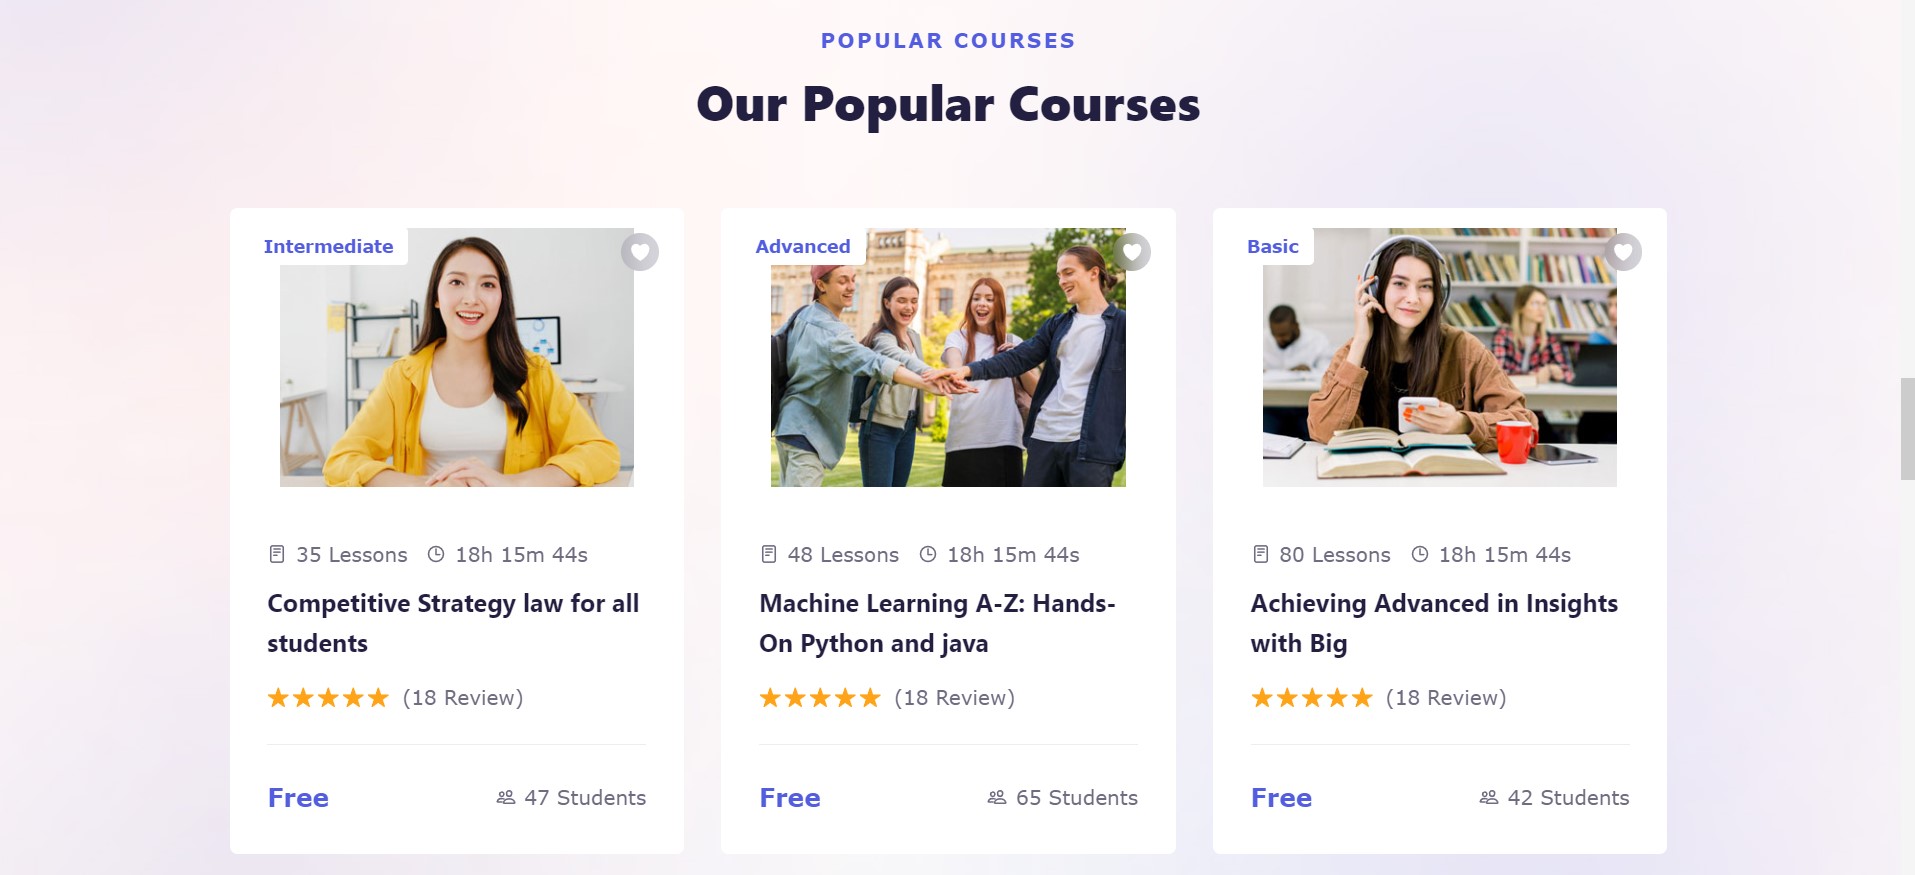 POPULAR COURSES
Our Popular Courses
Intermediate
35 Lessons 18h 15m 44s
Competitive Strategy law for all
students
(18 Review)
Free 47 Students
Advanced
48 Lessons 18h 15m 44s
Machine Learning A-Z: Hands-
On Python and java
(18 Review)
Free 65 Students
Basic
80 Lessons 18h 15m 44s
Achieving Advanced in Insights
with Big
(18 Review)
Free 42 Students